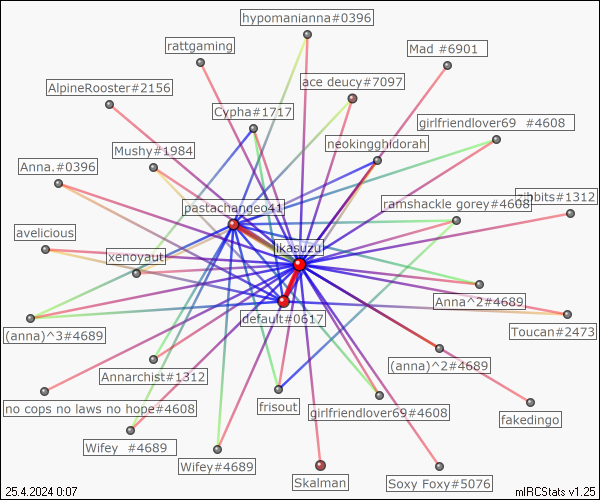 hypomanianna#0396
rattgaming
Mad #6901
AlpineRooster#2156
ace deucy#7097
Cypha#1717
girlfriendlover69 #4608
neokingghidorah
Mushy#1984
Anna.#0396
ramshackle gorey#4608
zibbits#1312
pastachangeo41
avelicious
ikasuzu
xenoyaut
Anna^2#4689
default#0617
Toucan#2473
(anna)^3#4689
(anna)^2#4689
Annarchist#1312
no cops no laws no hope#4608
frisout
girlfriendlover69#4608
fakedingo
Wifey #4689
Wifey#4689
Skalman
Soxy Foxy#5076
25.4.2024 0:07
mIRCStats v1.25